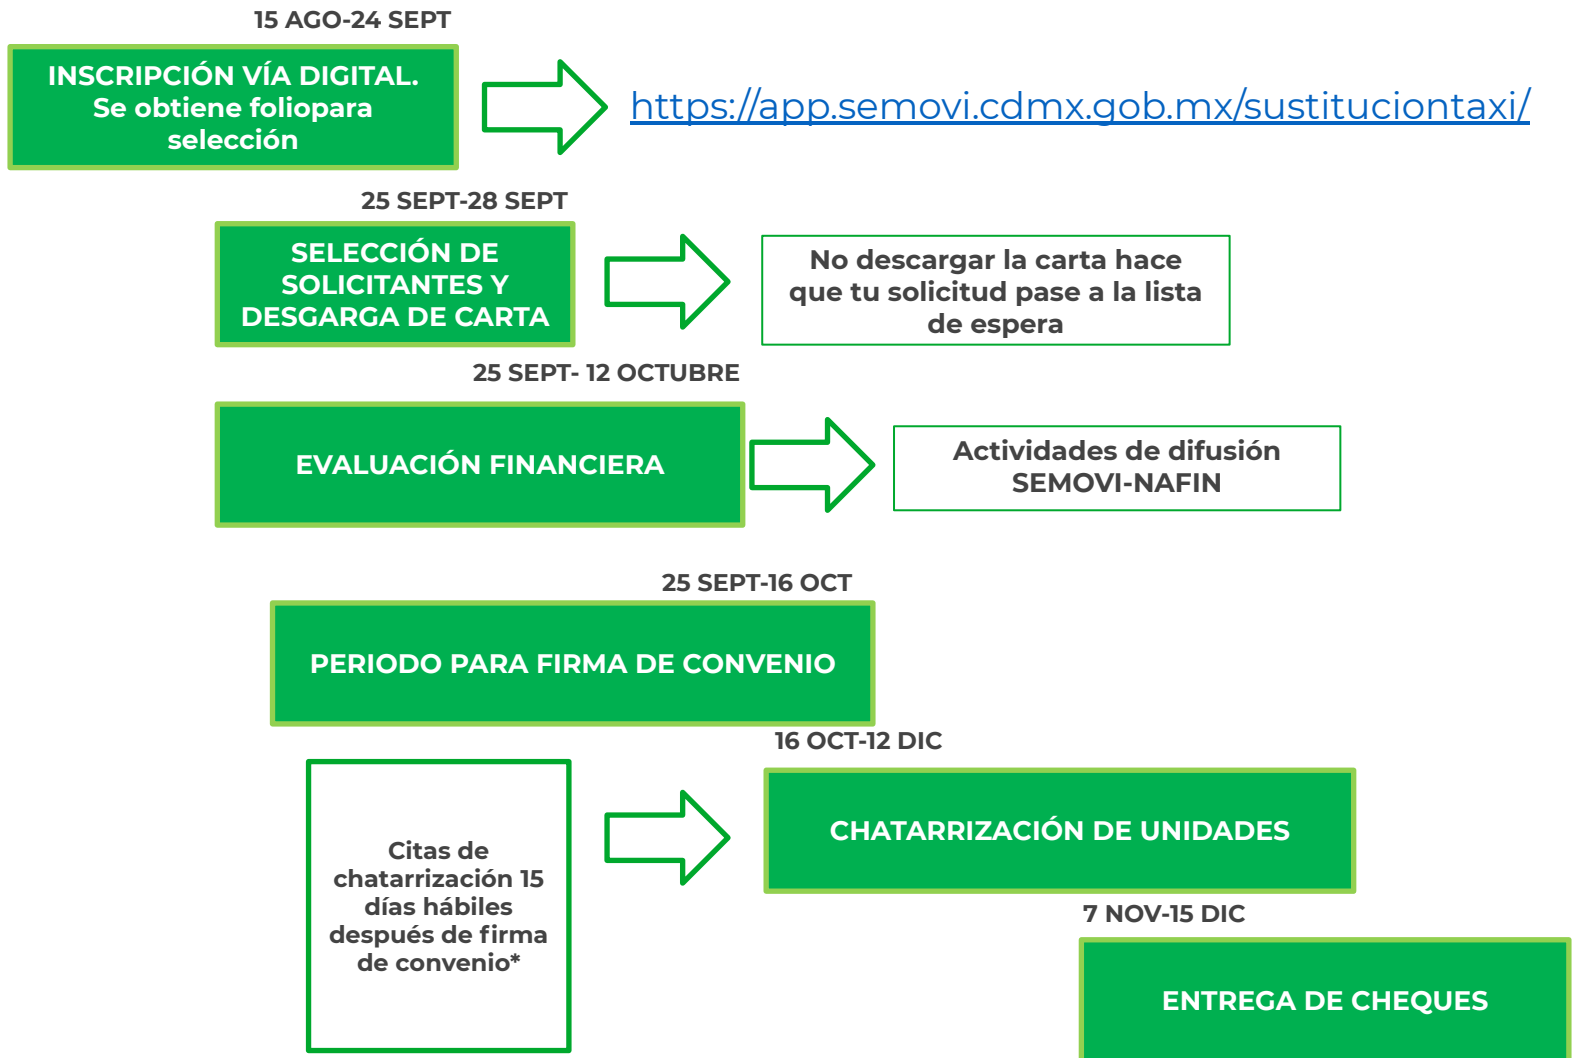 15 AGO-24 SEPT
INSCRIPCIÓN VÍA DIGITAL.
Se obtiene foliopara
selección
https://app.semovi.cdmx.gob.mx/sustituciontaxi/
25 SEPT-28 SEPT
SELECCIÓN DE
SOLICITANTES Y
DESGARGA DE CARTA
No descargar la carta hace
que tu solicitud pase a la lista
de espera
25 SEPT- 12 OCTUBRE
EVALUACIÓN FINANCIERA
Actividades de difusión
SEMOVI-NAFIN
25 SEPT-16 OCT
PERIODO PARA FIRMA DE CONVENIO
16 OCT-12 DIC
Citas de
chatarrización 15
días hábiles
después de firma
de convenio*
CHATARRIZACIÓN DE UNIDADES
7 NOV-15 DIC
ENTREGA DE CHEQUES